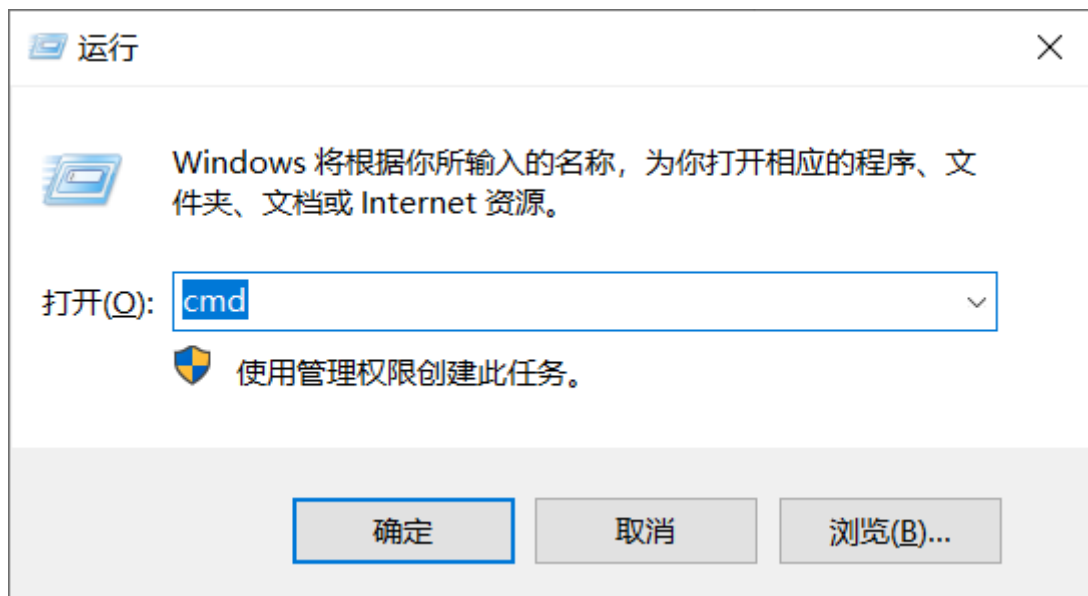 运行
Windows 将根据你所输入的名称，为你打开相应的程序、文
件夹、文档或 Internet 资源。
打开(O): cmd
使用管理权限创建此任务。
确定 取消 浏览(B)...